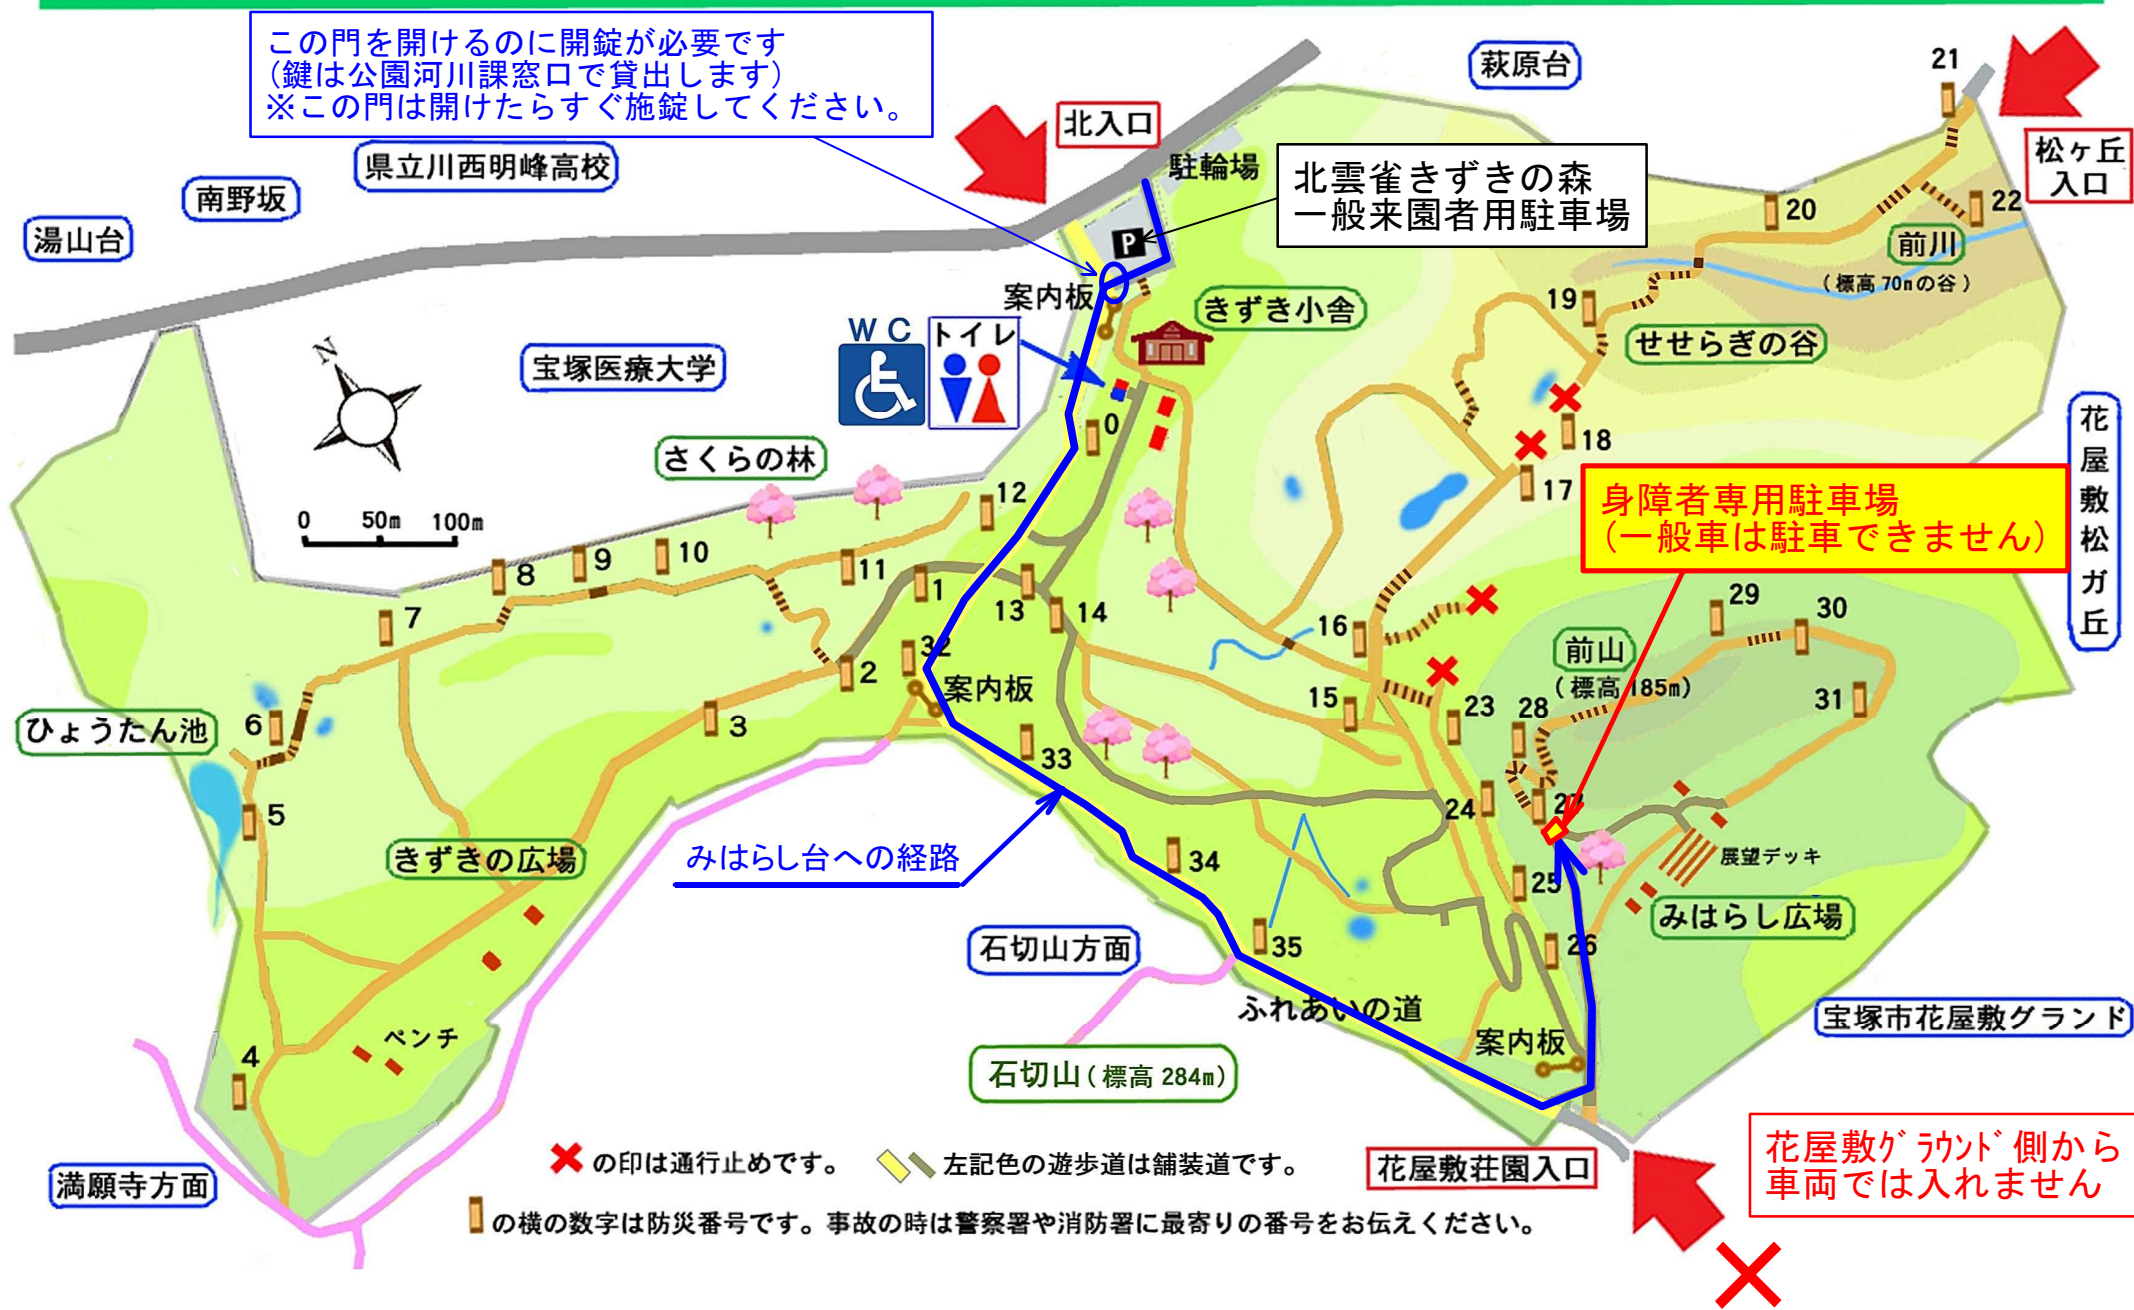 この門を開けるのに開錠が必要です
(鍵は公園河川課窓口で貸出します)
※この門は開けたらすぐ施錠してください。
北入口
萩原台
21
松ヶ丘
入口
県立川西明峰高校
南野坂
湯山台
駐輪場
北雲雀きずきの森
一般来園者用駐車場
P
20
22
前川
(標高70mの谷)
案内板
きずき小舎
19
せせらぎの谷
WC
トイレ
N
宝塚医療大学
0
18
花屋敷松ガ丘
さくらの林
12
17
身障者専用駐車場
(一般車は駐車できません)
0 50m 100m
8
9
10
11
1
13
14
7
16
29
30
前山
(標高185m)
32
2
案内板
15
23
28
31
ひょうたん池
6
3
33
24
27
5
きずきの広場
みはらし台への経路
34
25
展望デッキ
みはらし広場
石切山方面
35
26
ふれあいの道
宝塚市花屋敷グランド
ベンチ
4
石切山(標高284m)
案内板
の印は通行止めです。
左記色の遊歩道は舗装道です。
花屋敷荘園入口
花屋敷グラウンド側から
車両では入れません
満願寺方面
の横の数字は防災番号です。事故の時は警察署や消防署に最寄りの番号をお伝えください。